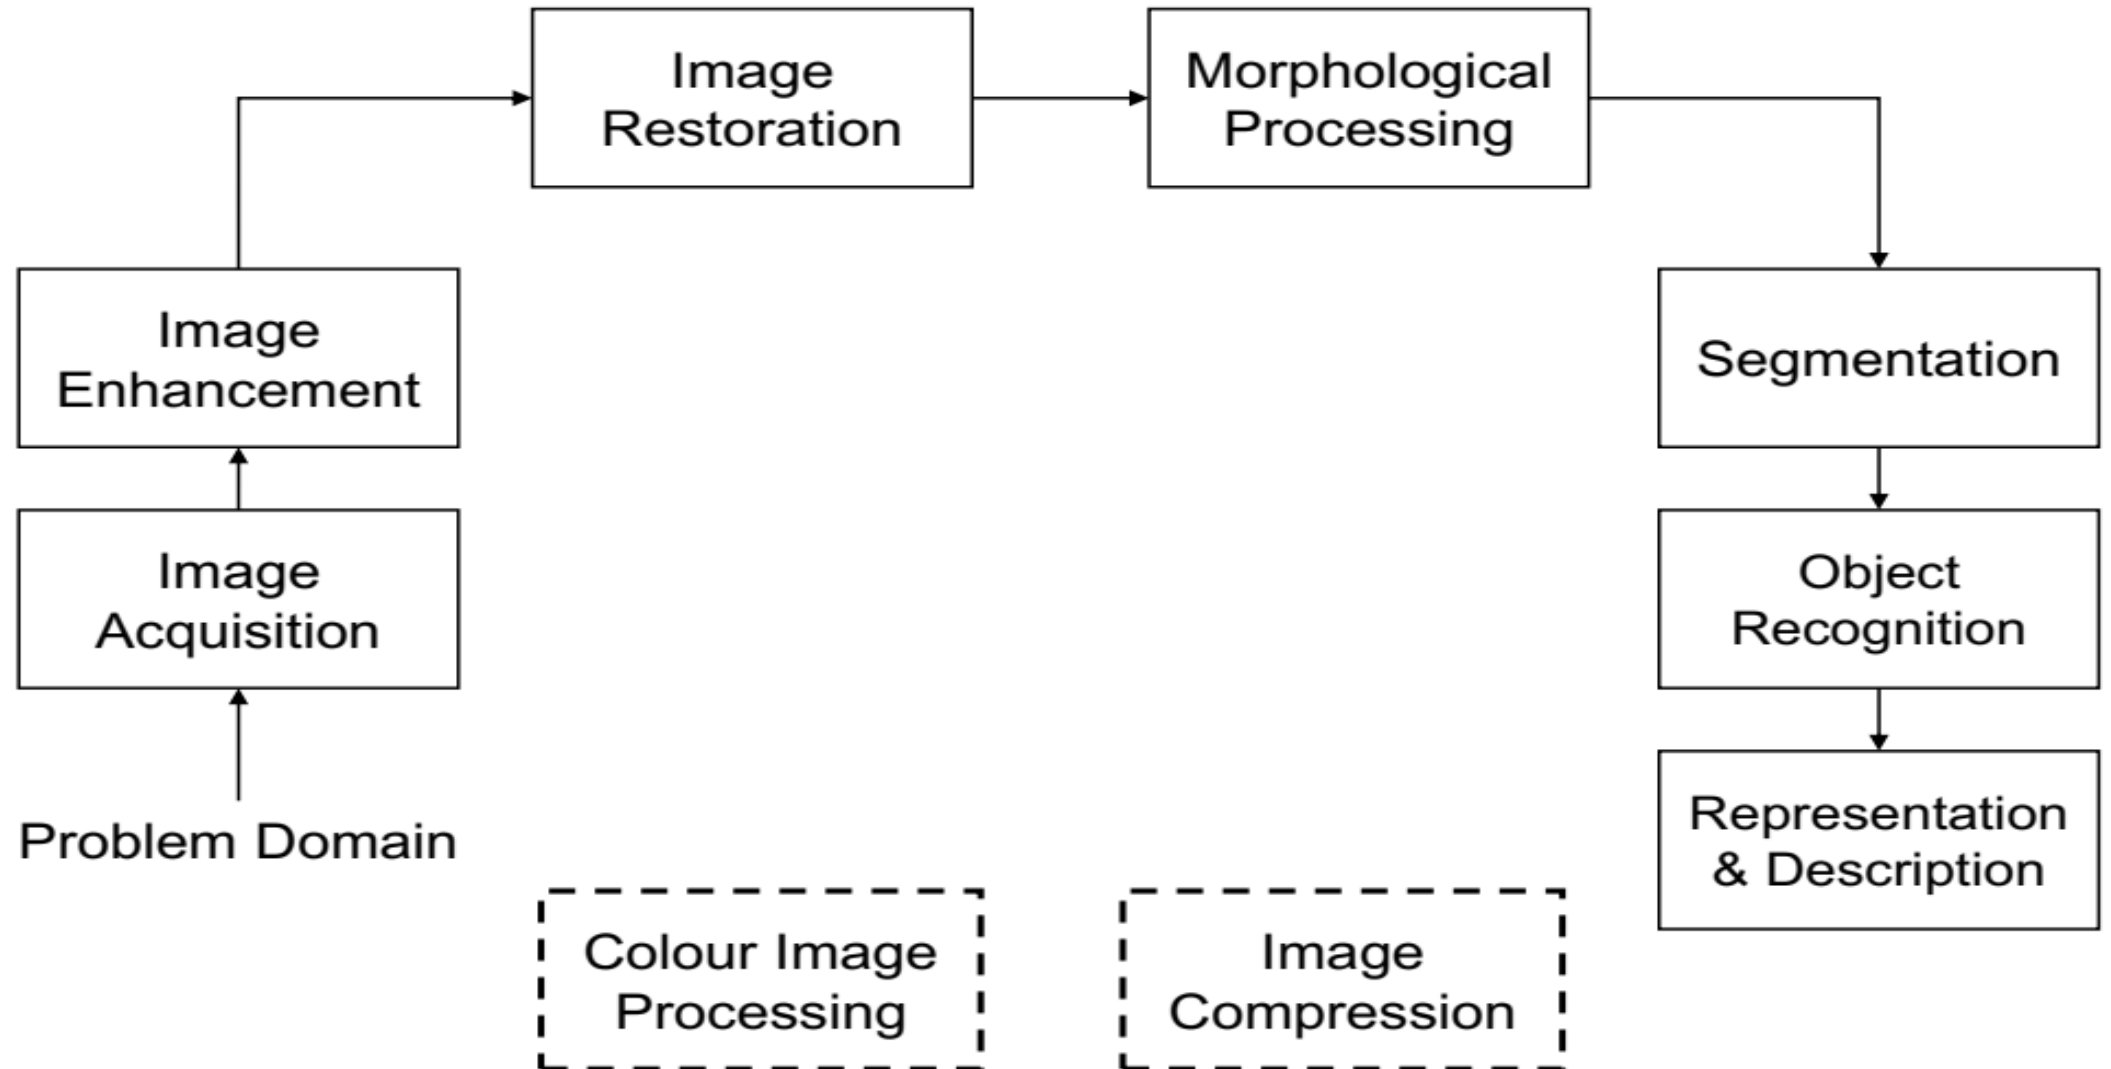 Image
Restoration
Morphological
Processing
Image
Enhancement
Segmentation
Image
Acquisition
Object
Recognition
Problem Domain
Representation
& Description
Colour Image
Processing
Image
Compression